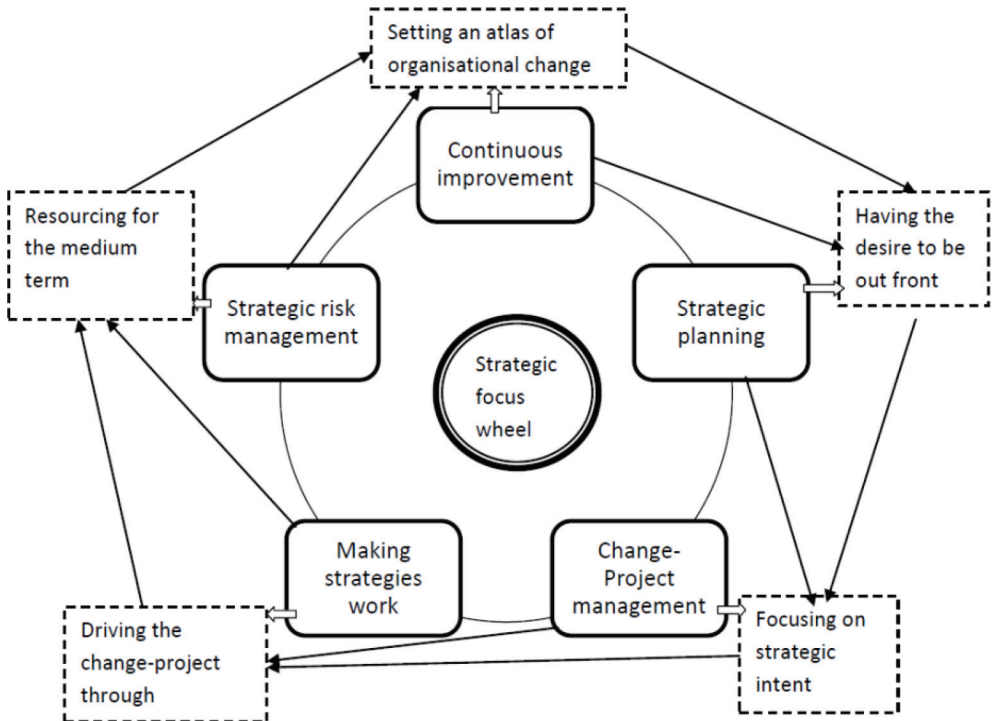 Setting an atlas of
organisational change
Continuous
improvement
Resourcing for
the medium
term
Having the
desire to be
out front
Strategic risk
management
Strategic
planning
Strategic
focus
wheel
Making
strategies
work
Change-
Project
management
Driving the
change-project
through
Focusing on
strategic
intent